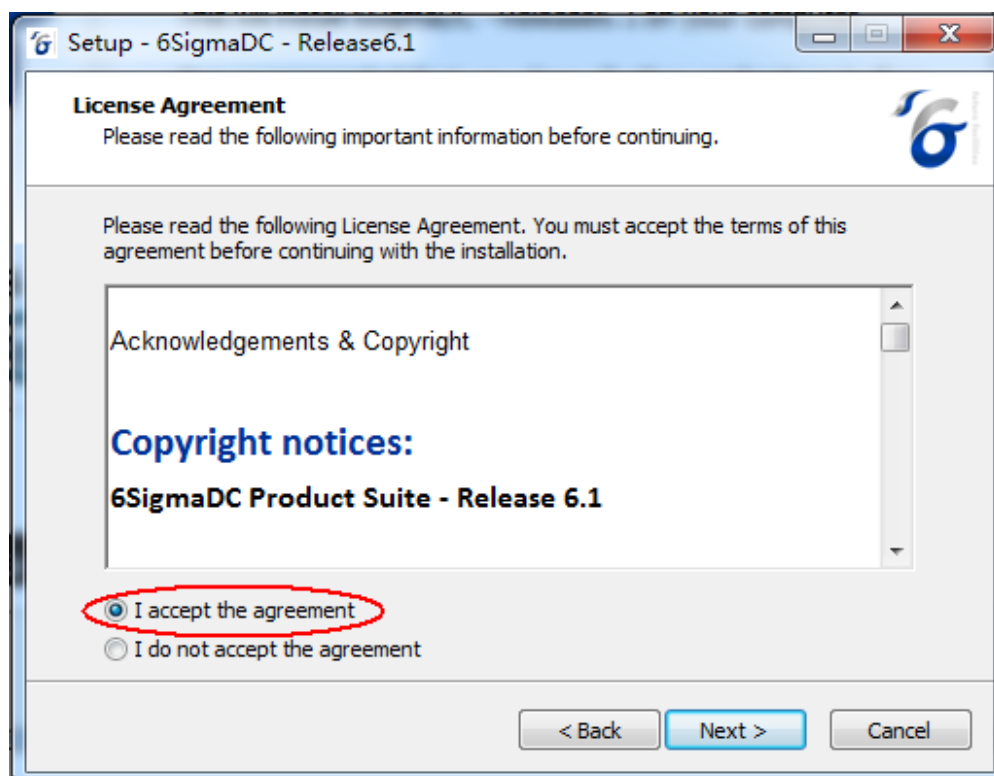 Setup - 6SigmaDC - Release6.1
License Agreement
Please read the following important information before continuing.
Please read the following License Agreement. You must accept the terms of this
agreement before continuing with the installation.
Acknowledgements & Copyright
Copyright notices:
6SigmaDC Product Suite - Release 6.1
I accept the agreement
I do not accept the agreement
< Back
Next >
Cancel